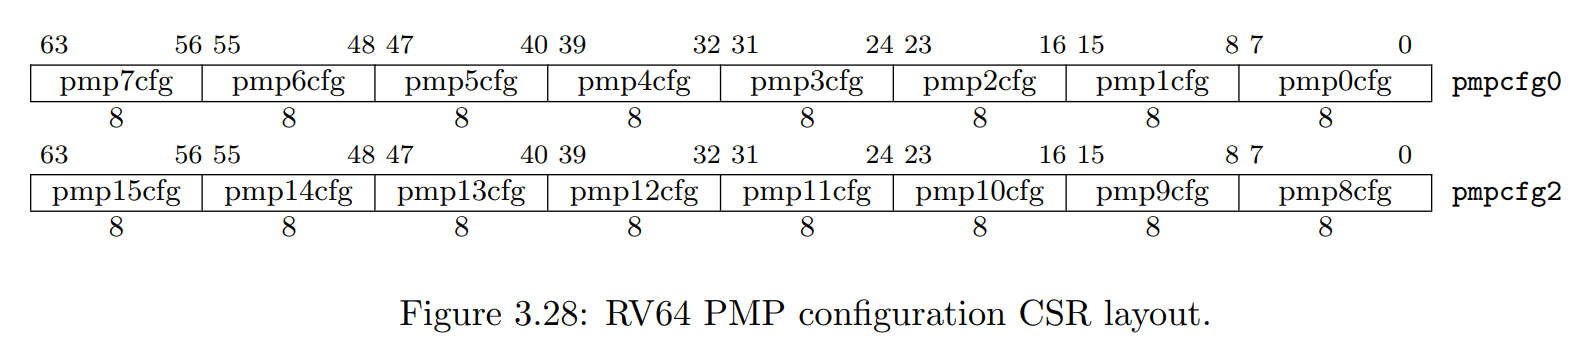 63 56 55 48 47 40 39 32 31 24 23 16 15 8 7 0
pmp7cfg pmp6cfg pmp5cfg pmp4cfg pmp3cfg pmp2cfg pmp1cfg pmp0cfg pmpcfg0
8 8 8 8 8 8 8 8
63 56 55 48 47 40 39 32 31 24 23 16 15 8 7 0
pmp15cfg pmp14cfg pmp13cfg pmp12cfg pmp11cfg pmp10cfg pmp9cfg pmp8cfg pmpcfg2
8 8 8 8 8 8 8 8
Figure 3.28: RV64 PMP configuration CSR layout.